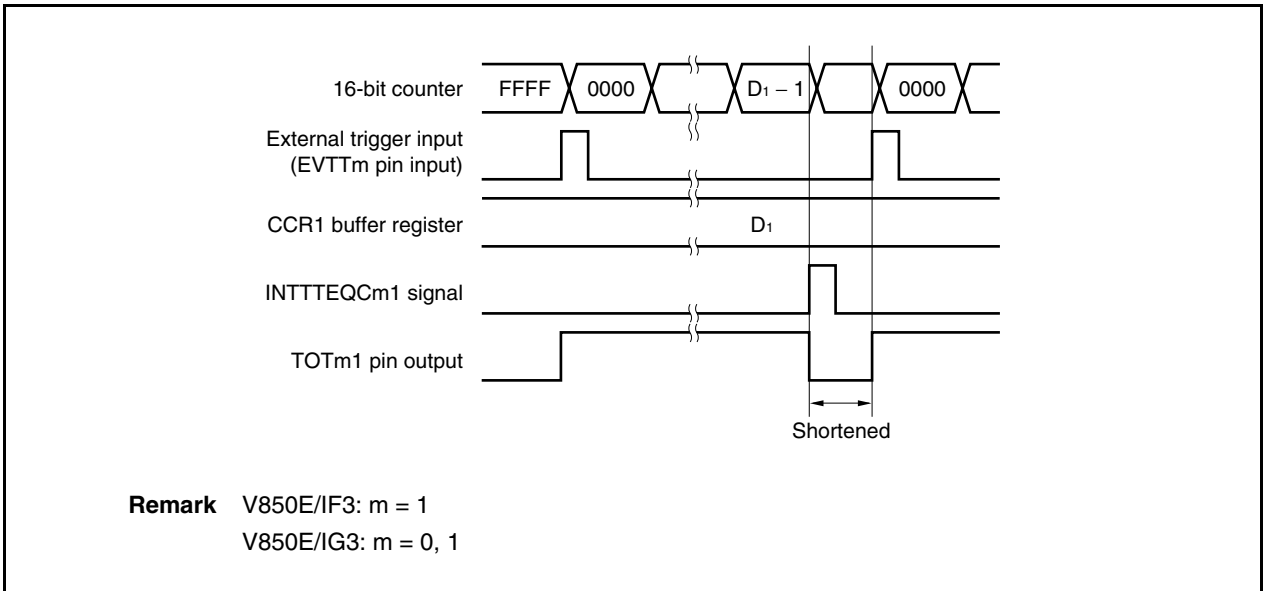 16-bit counter
FFFF 0000 D1 − 1 0000
External trigger input
(EVTTm pin input)
CCR1 buffer register
D1
INTTTEQCm1 signal
TOTm1 pin output
Shortened
Remark V850E/IF3: m = 1
V850E/IG3: m = 0, 1